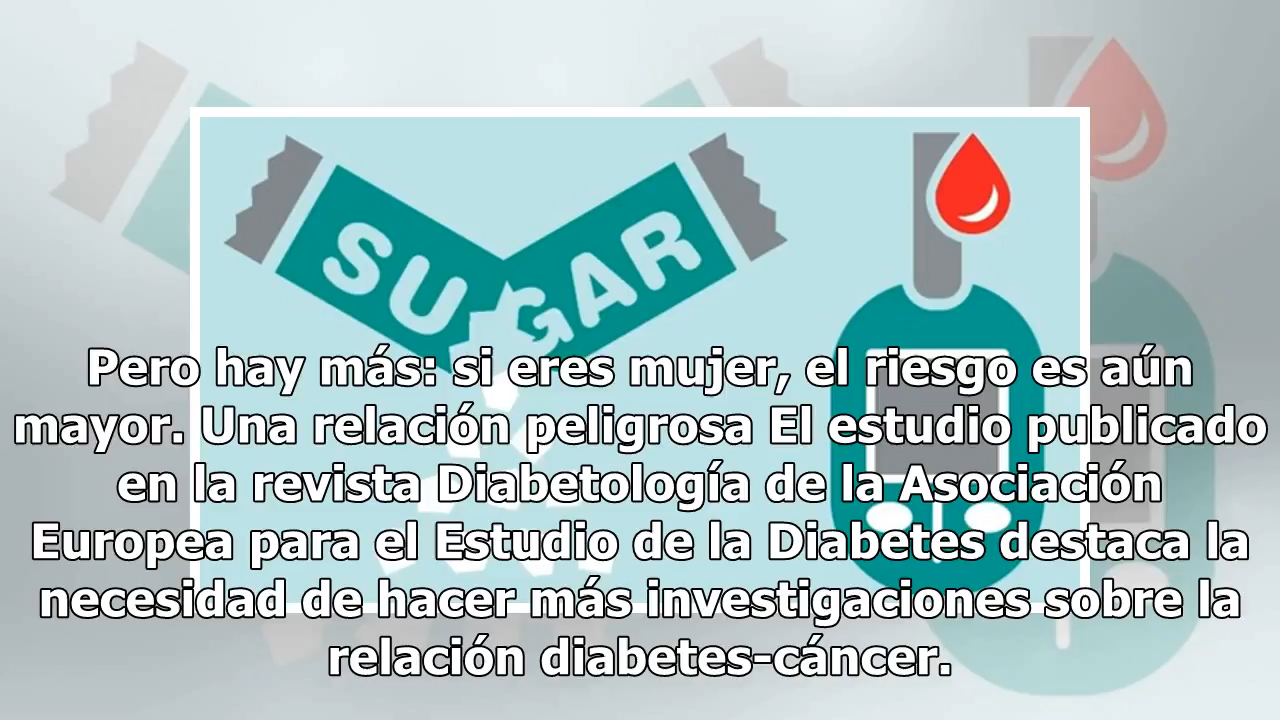 SUGAR
Pero hay más: si eres mujer, el riesgo es aún
mayor. Una relación peligrosa El estudio publicado
en la revista Diabetología de la Asociación
Europea para el Estudio de la Diabetes destaca la
necesidad de hacer más investigaciones sobre la
relación diabetes-cáncer.